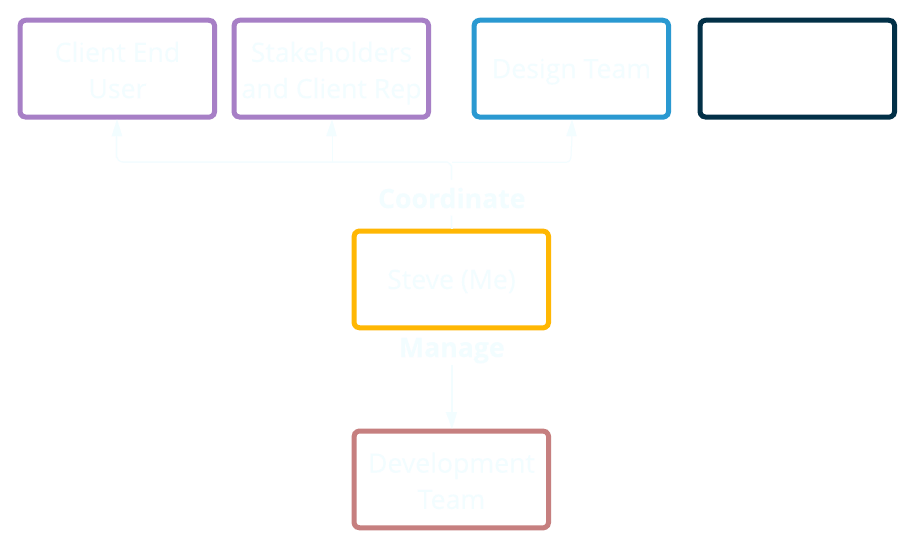 Client End
User
Stakeholders
and Client Rep
Design Team
Coordinate
Steve (Me)
Manage
Development
Team